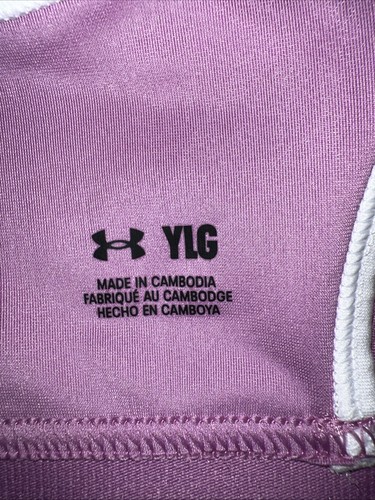 YLG
MADE IN CAMBODIA
FABRIQUÉ AU CAMBODGE
HECHO EN CAMBOYA